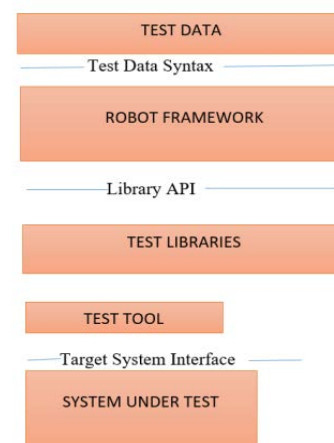 TEST DATA
Test Data Syntax
ROBOT FRAMEWORK
Library API
TEST LIBRARIES
TEST TOOL
Target System Interface
SYSTEM UNDER TEST